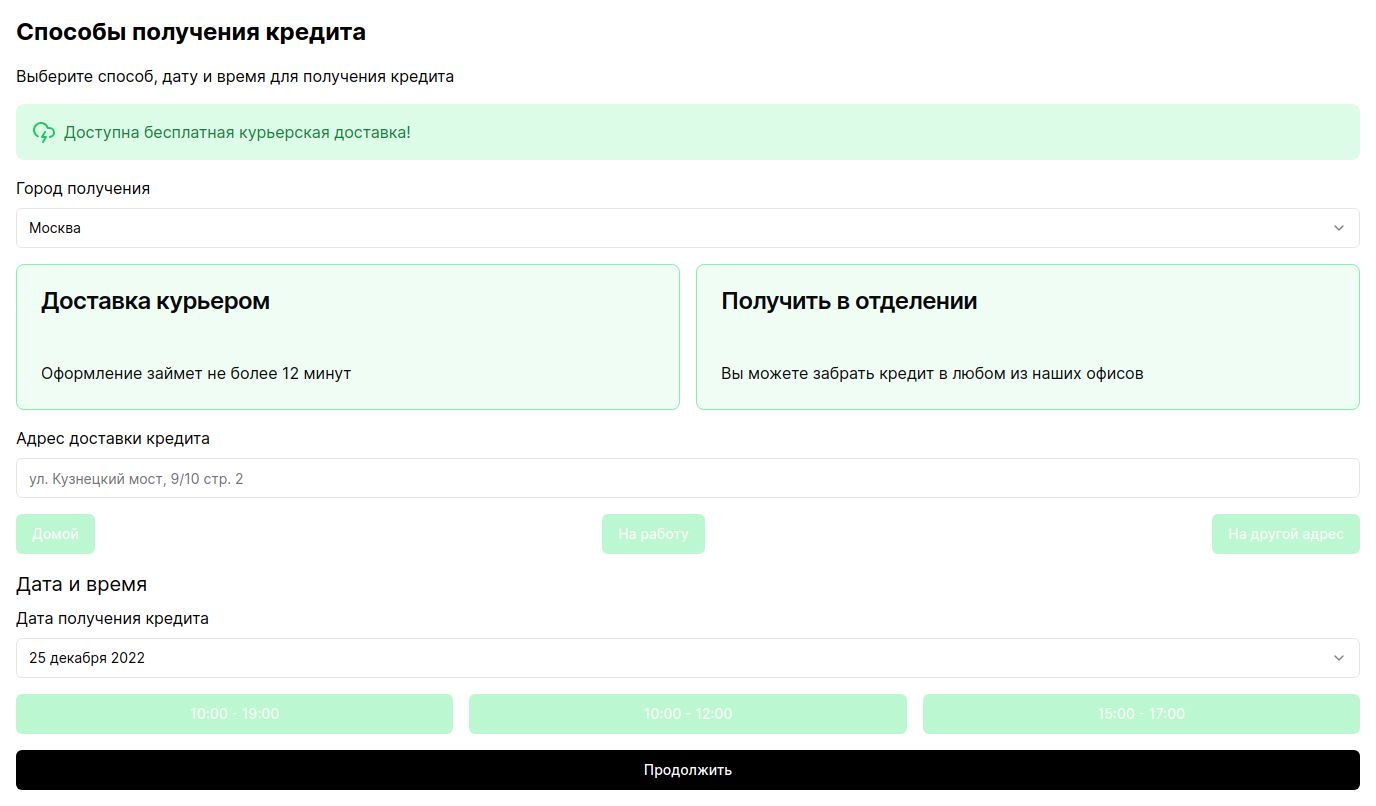 Способы получения кредита
Выберите способ, дату и время для получения кредита
Доступна бесплатная курьерская доставка!
Город получения
Москва
Доставка курьером
Оформление займет не более 12 минут
Получить в отделении
Вы можете забрать кредит в любом из наших офисов
Адрес доставки кредита
ул. Кузнецкий мост, 9/10 стр. 2
Домой
На работу
На другой адрес
Дата и время
Дата получения кредита
25 декабря 2022
10:00 - 19:00
10:00 - 12:00
15:00 - 17:00
Продолжить